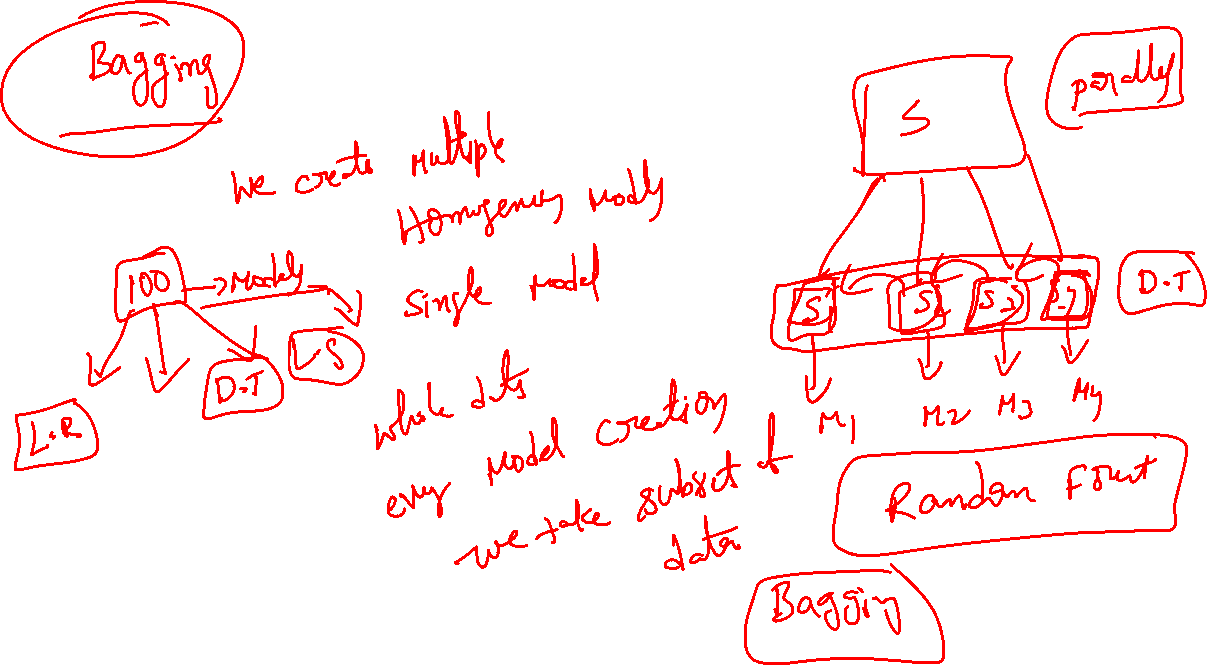 Bagging
We create Multiple
Homogenous Models
Single Model
100
Models
L.R
D.T
L.S
whole data
every Model creation
we take subset of
data
S
parally
S
S
D.T
M1
M2
M3
M4
Random Forest
Bagging